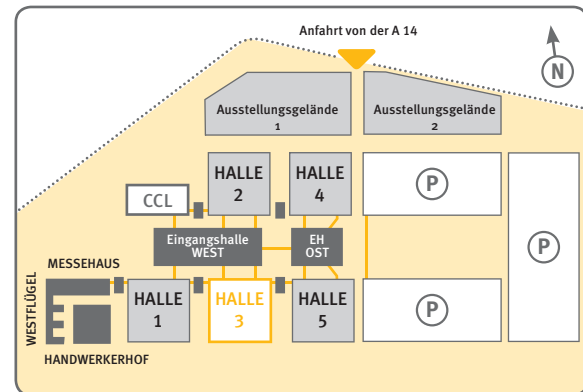 Anfahrt von der A 14
N
Ausstellungsgelände
1
Ausstellungsgelände
2
HALLE
2
HALLE
4
P
P
CCL
Eingangshalle
WEST
EH
OST
WESTFLÜGEL
MESSEHAUS
HALLE
1
HALLE
3
HALLE
5
P
HANDWERKERHOF